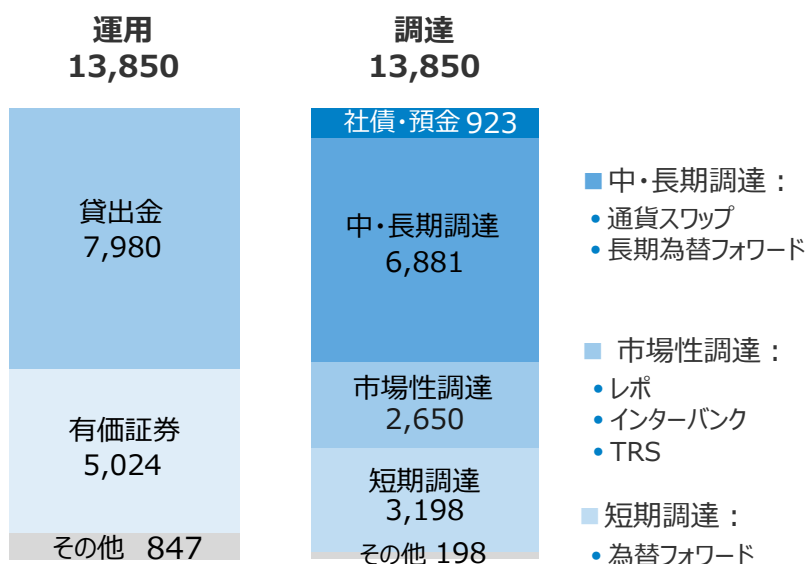 運用
13,850
貸出金
7,980
有価証券
5,024
その他 847
調達
13,850
社債・預金 923
中・長期調達
6,881
市場性調達
2,650
短期調達
3,198
その他 198
■中・長期調達：
• 通貨スワップ
• 長期為替フォワード
■ 市場性調達：
• レポ
• インターバンク
• TRS
■短期調達：
• 為替フォワード